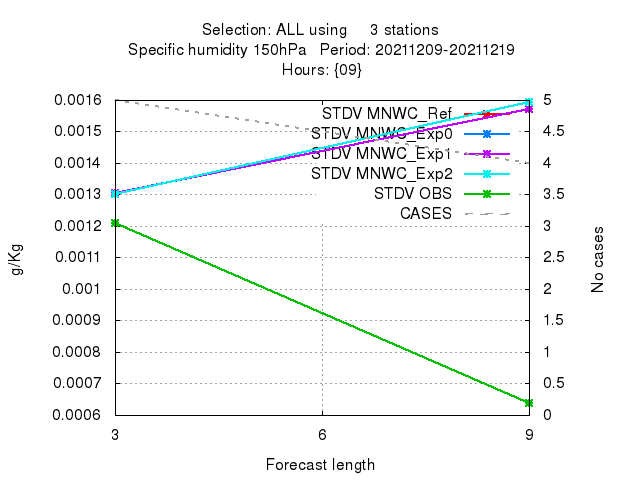 Selection: ALL using     3 stations
Specific humidity 150hPa   Period: 20211209-20211219
Hours: {09}
0.0016
0.0015
0.0014
0.0013
0.0012
0.0011
0.001
0.0009
0.0008
0.0007
0.0006
g/Kg
STDV MNWC_Ref
STDV MNWC_Exp0
STDV MNWC_Exp1
STDV MNWC_Exp2
STDV OBS
CASES
5
4.5
4
3.5
3
2.5
2
1.5
1
0.5
0
No cases
3
6
9
Forecast length